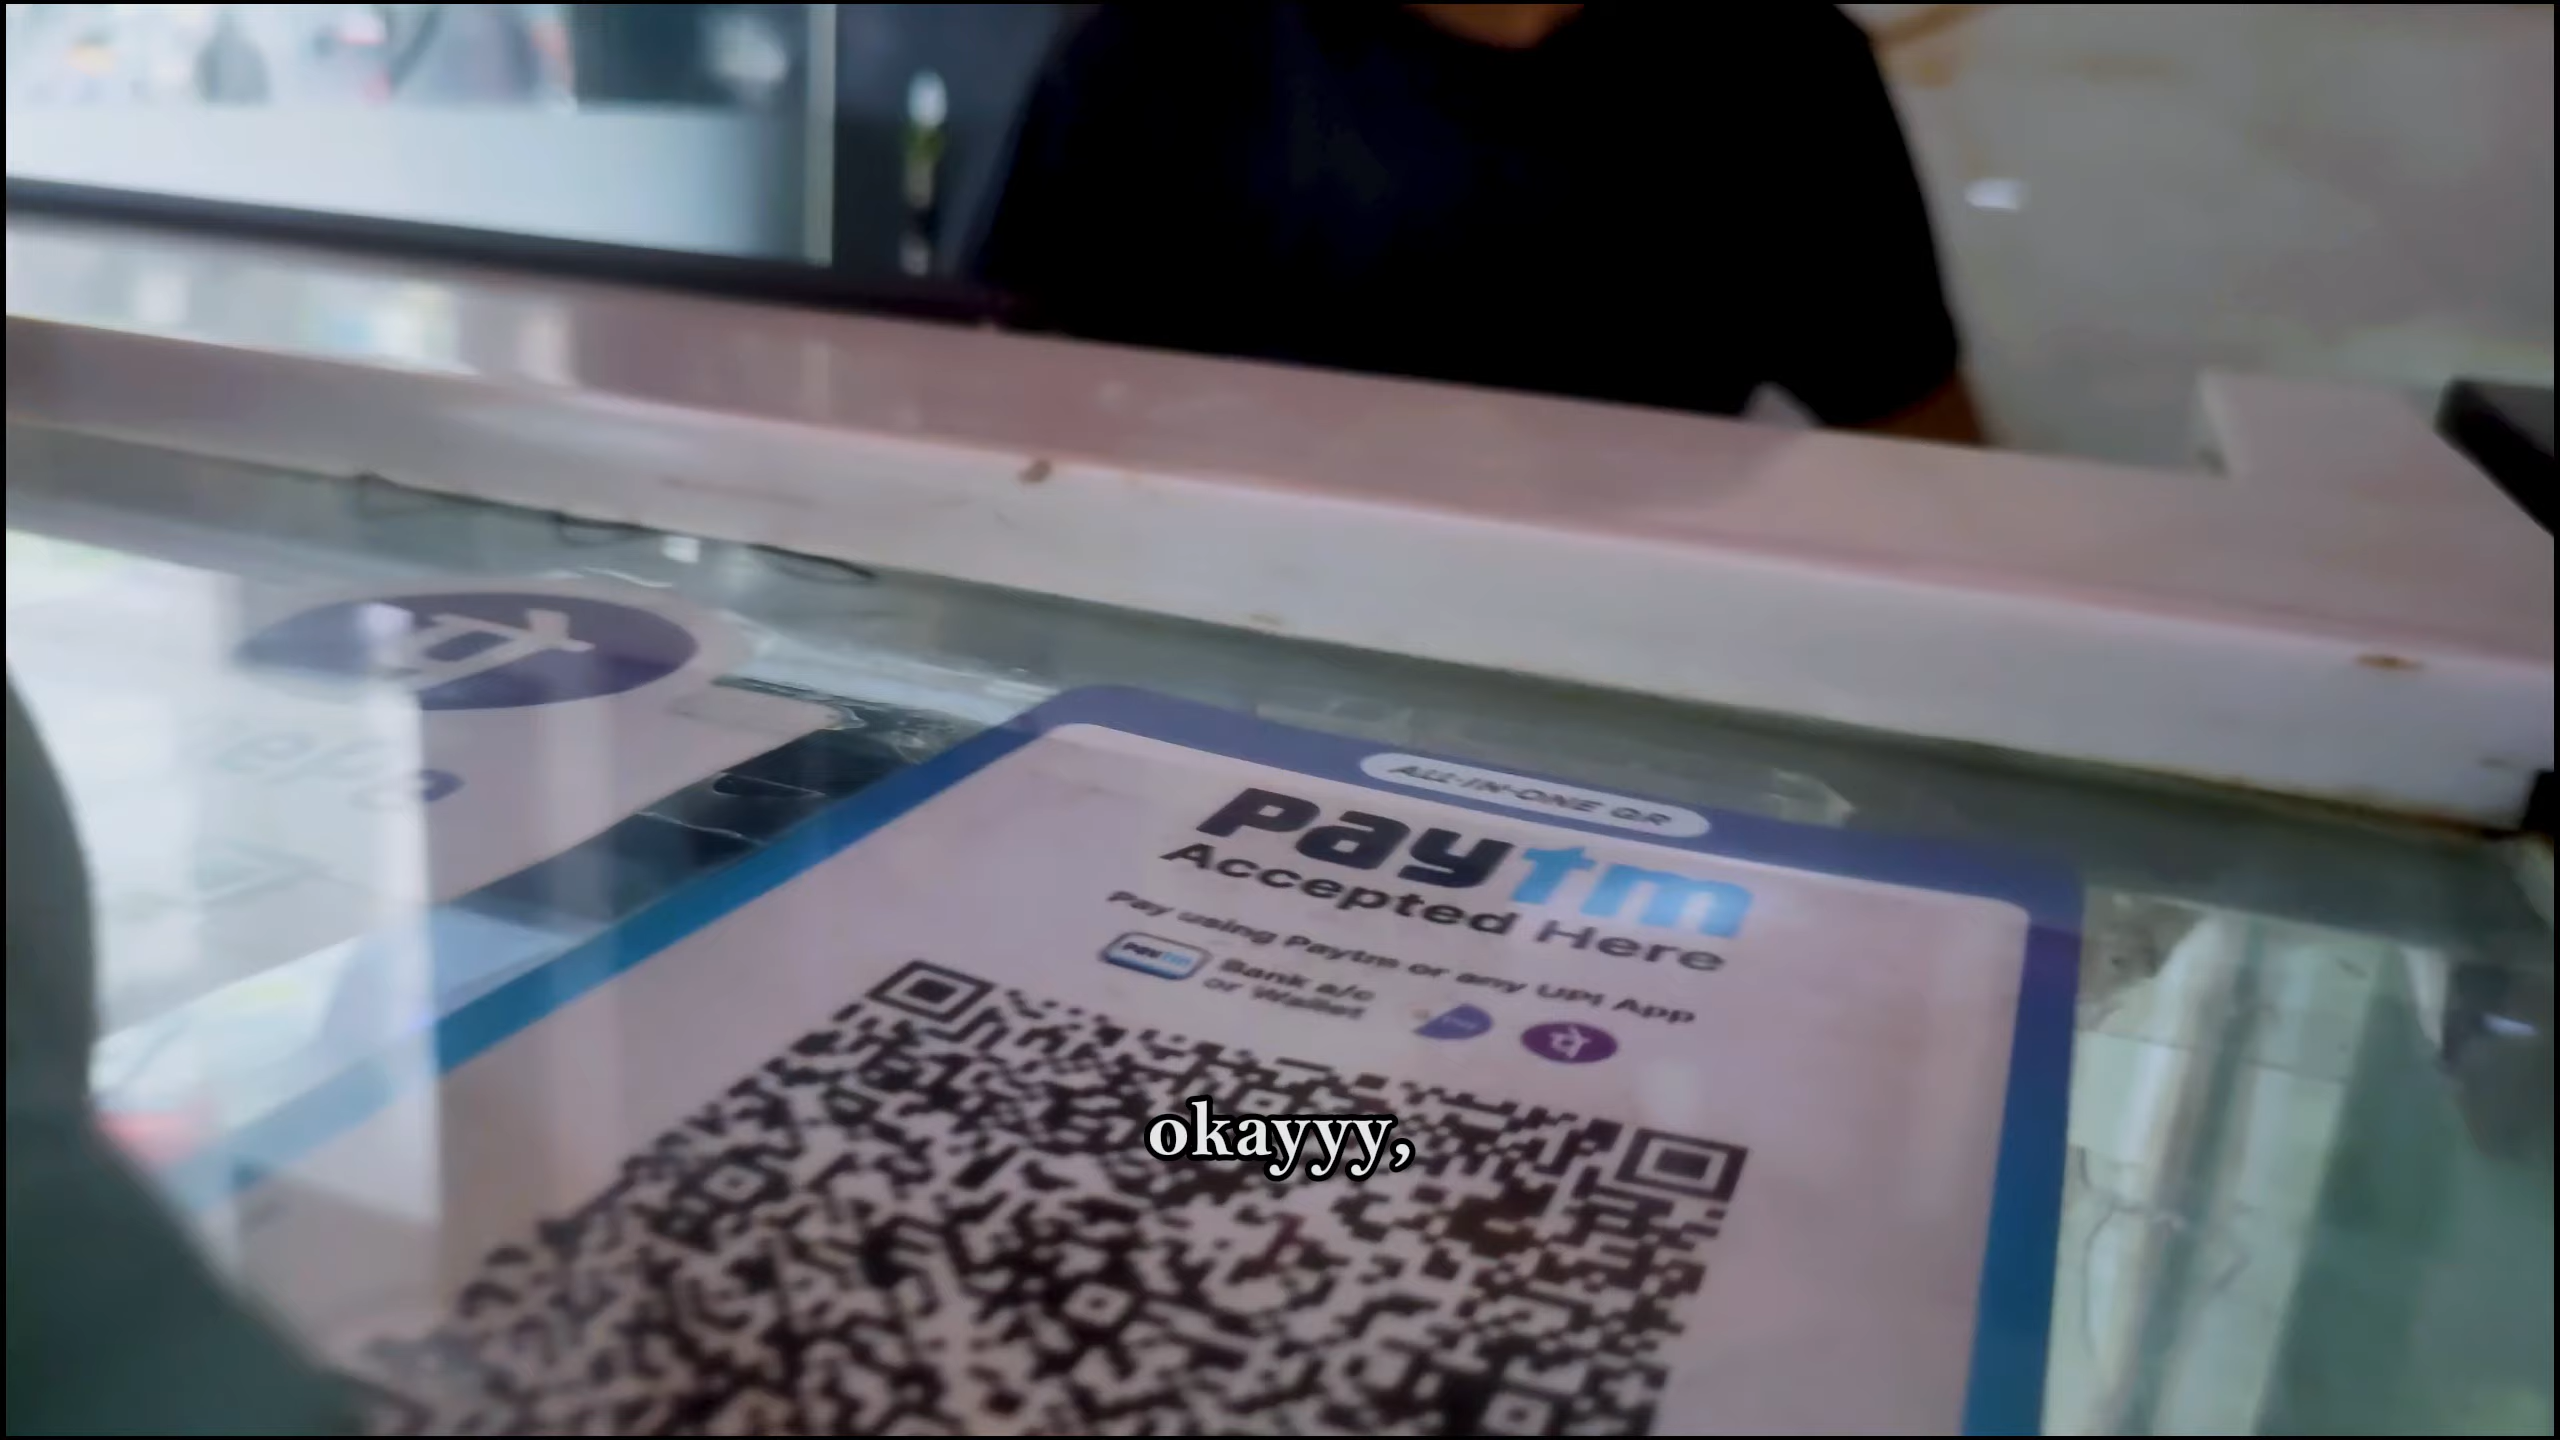 पे
ALL-IN-ONE QR
paytm
Accepted Here
Pay using Paytm or any UPI App
paytm
Bank a/c
or Wallet
पे
okayyy,